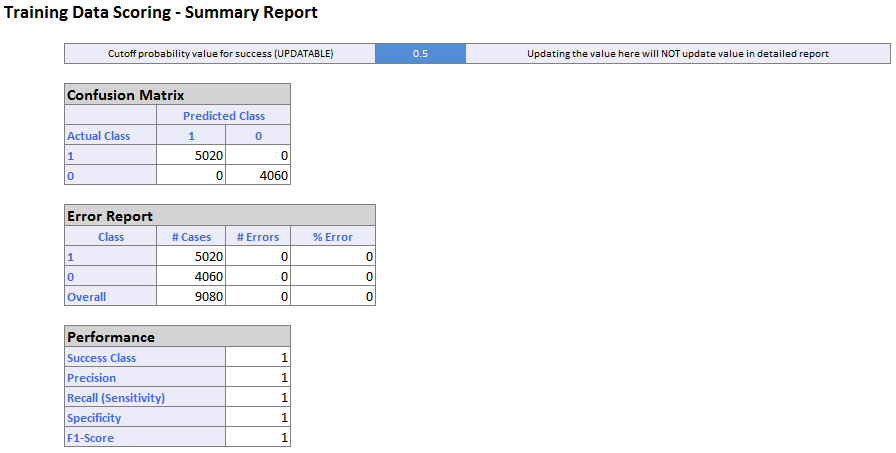 Training Data Scoring - Summary Report
Cutoff probability value for success (UPDATABLE) 0.5 Updating the value here will NOT update value in detailed report
Confusion Matrix
Predicted Class
Actual Class 1 0
1 5020 0
0 0 4060
Error Report
Class # Cases # Errors % Error
1 5020 0 0
0 4060 0 0
Overall 9080 0 0
Performance
Success Class 1
Precision 1
Recall (Sensitivity) 1
Specificity 1
F1-Score 1